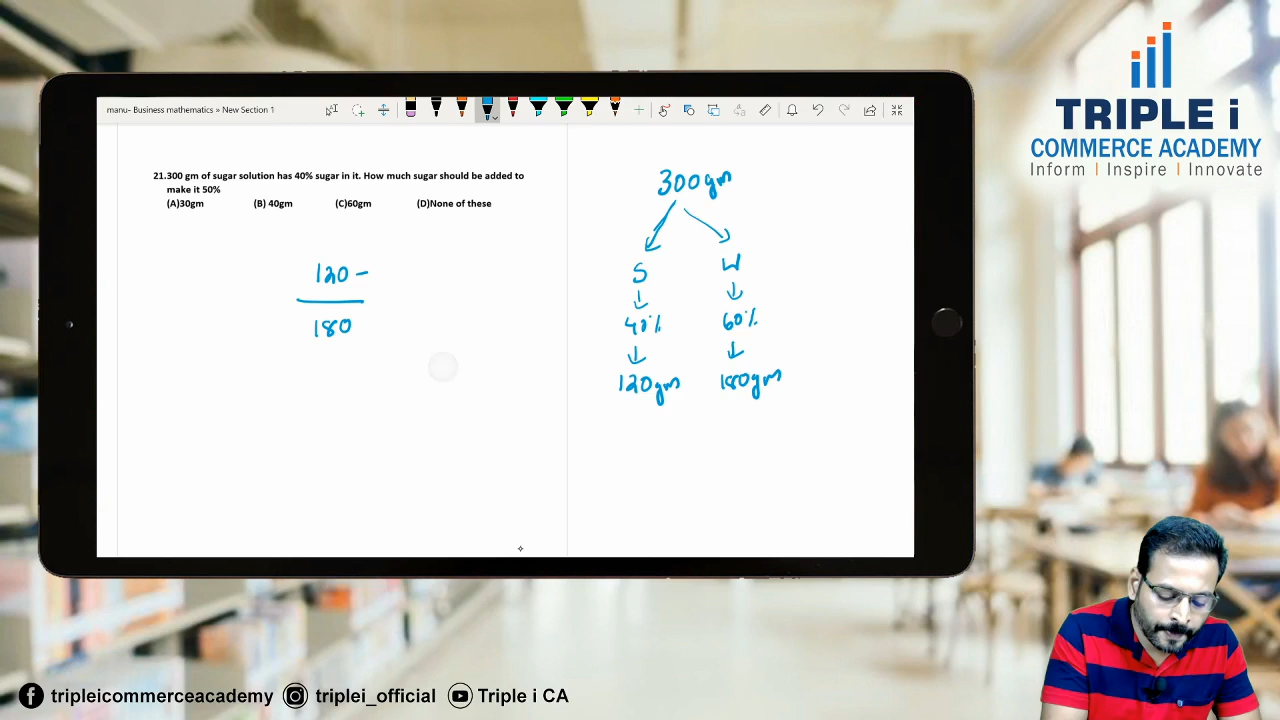 TRIPLE i
COMMERCE ACADEMY
Inform | Inspire | Innovate
manu- Business mathematics » New Section 1
21.300 gm of sugar solution has 40% sugar in it. How much sugar should be added to
make it 50%
(A)30gm (B) 40gm (C)60gm (D)None of these
120 -
180
300gm
S W
40% 60%
120gm 180gm
tripleicommerceacademy triplei_official Triple i CA